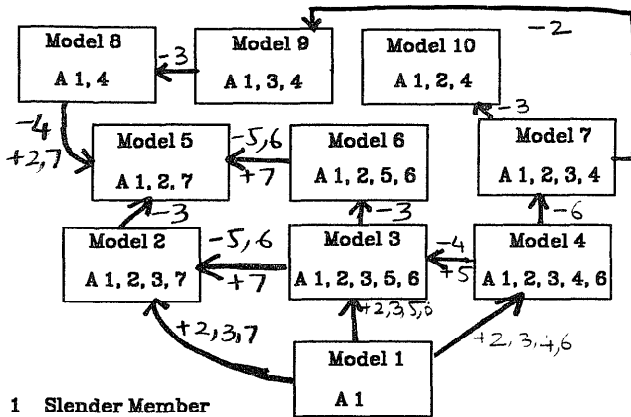 -2
Model 8
A 1, 4
-3
Model 9
A 1, 3, 4
Model 10
A 1, 2, 4
-4
+2,7
Model 5
A 1, 2, 7
-5,6
+7
Model 6
A 1, 2, 5, 6
-3
Model 7
A 1, 2, 3, 4
-3
-3
-6
Model 2
A 1, 2, 3, 7
-5,6
+7
Model 3
A 1, 2, 3, 5, 6
-4
+5
Model 4
A 1, 2, 3, 4, 6
+2,3,7
+2,3,5,6
+2,3,4,6
Model 1
A 1
1 Slender Member